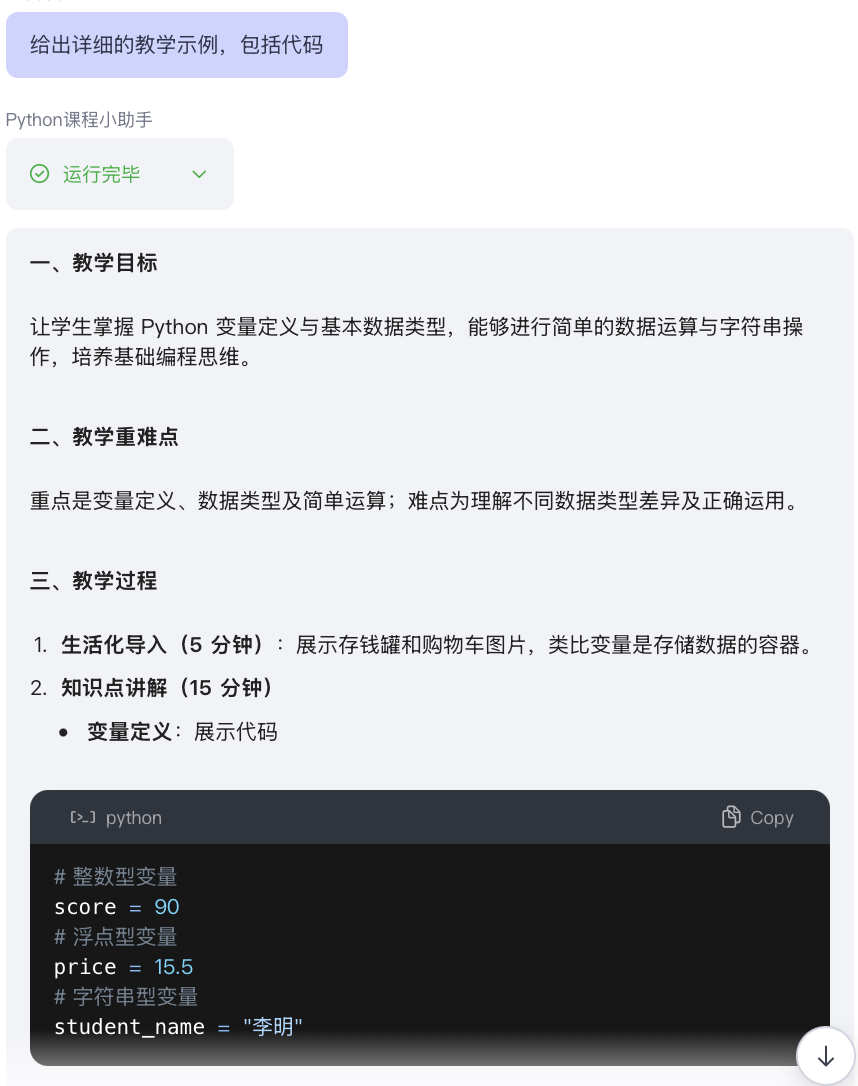 给出详细的教学示例，包括代码
Python课程小助手
运行完毕
一、教学目标
让学生掌握 Python 变量定义与基本数据类型，能够进行简单的数据运算与字符串操
作，培养基础编程思维。
二、教学重难点
重点是变量定义、数据类型及简单运算；难点为理解不同数据类型差异及正确运用。
三、教学过程
1. 生活化导入（5 分钟）：展示存钱罐和购物车图片，类比变量是存储数据的容器。
2. 知识点讲解（15 分钟）
• 变量定义：展示代码
[>_] python Copy
# 整数型变量
score = 90
# 浮点型变量
price = 15.5
# 字符串型变量
student_name = "李明"